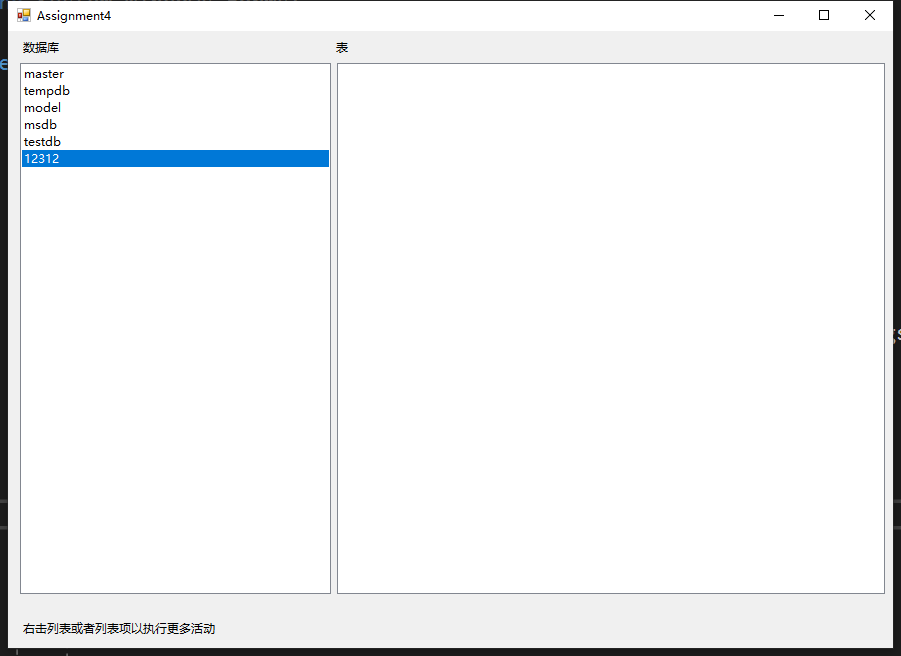 Assignment4
数据库
表
master
tempdb
model
msdb
testdb
12312
右击列表或者列表项以执行更多活动